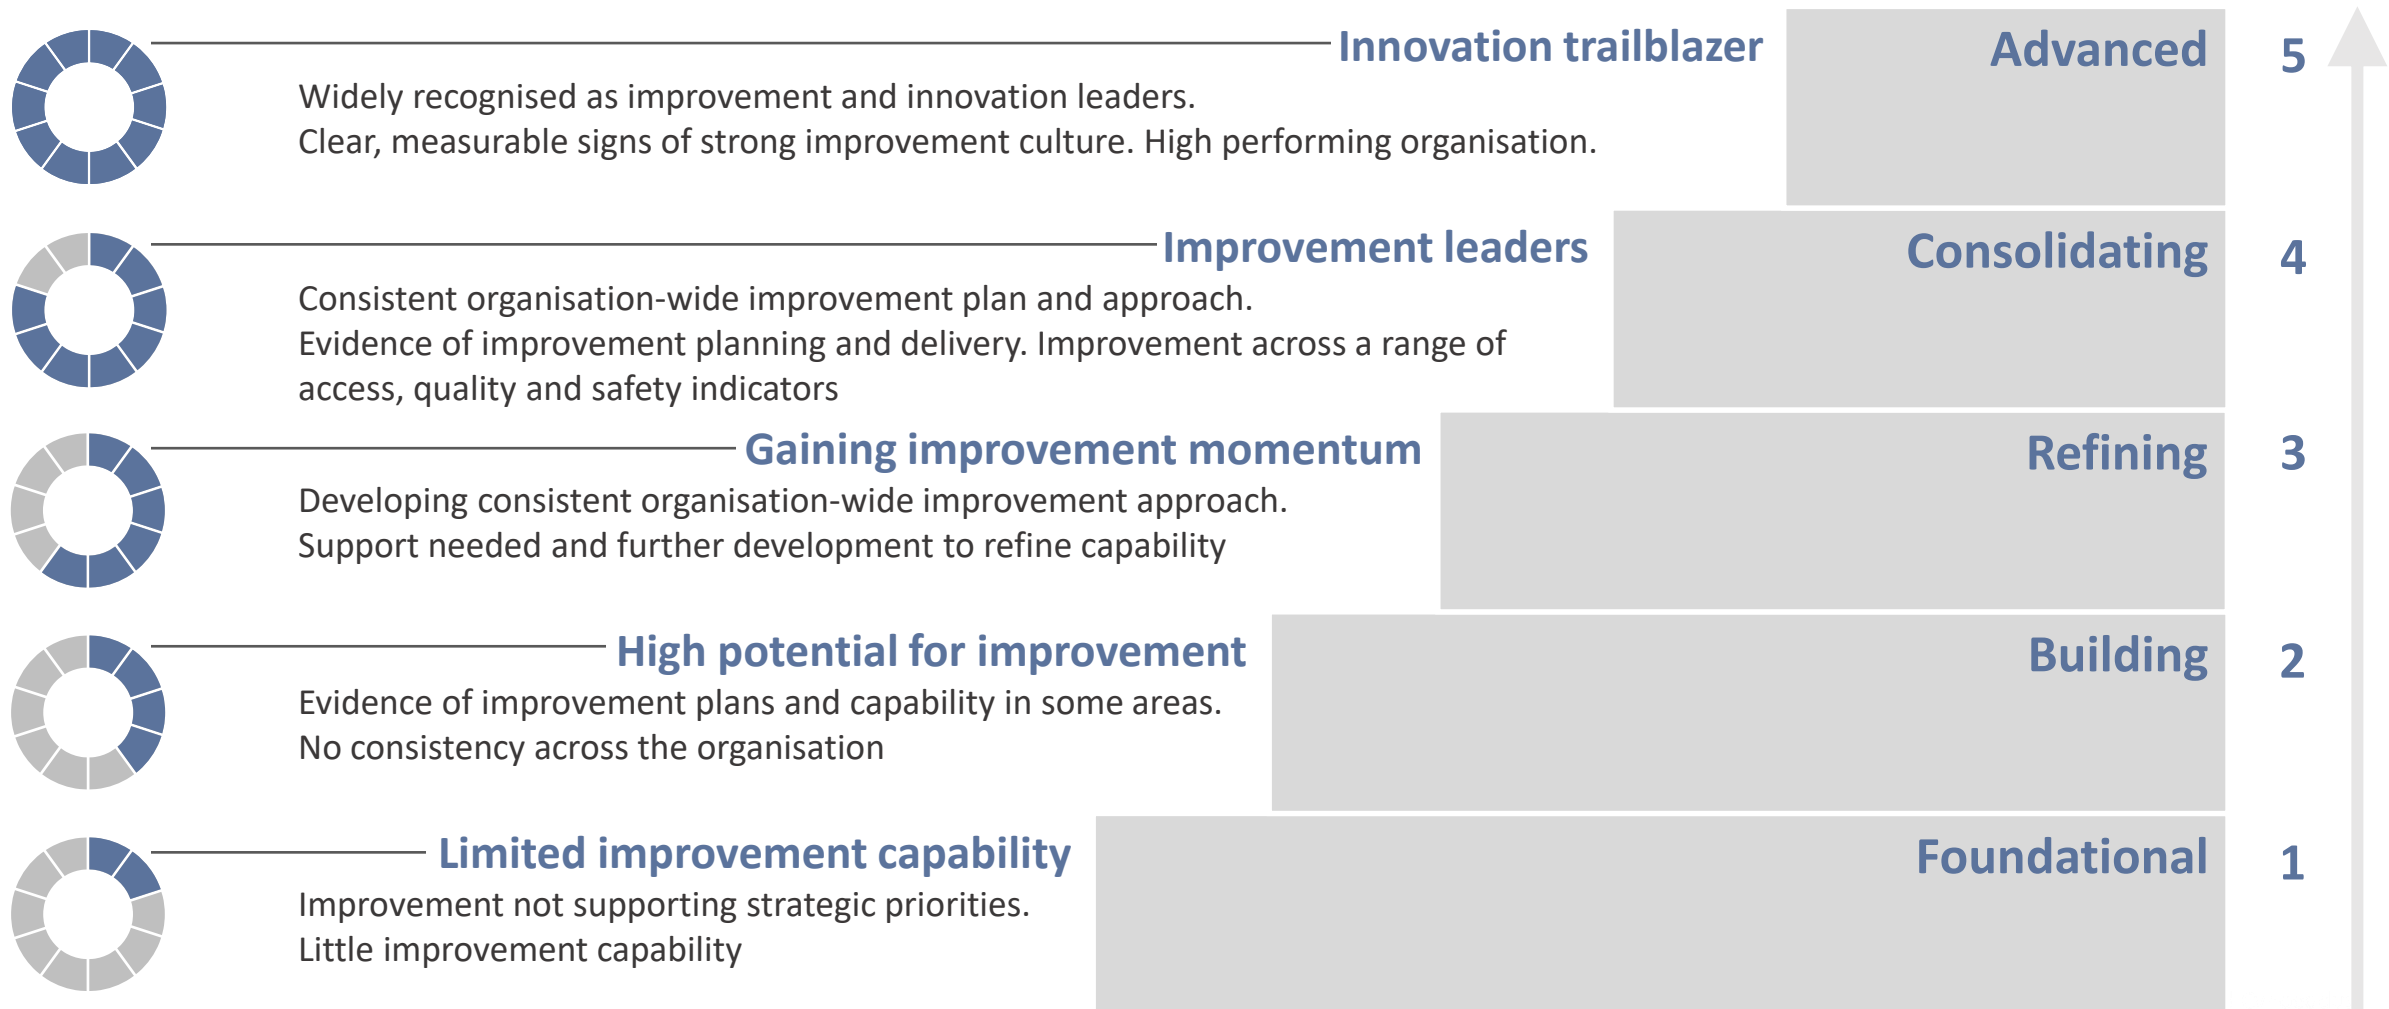 Innovation trailblazer
Advanced
5
Widely recognised as improvement and innovation leaders.
Clear, measurable signs of strong improvement culture. High performing organisation.
Improvement leaders
Consolidating
4
Consistent organisation-wide improvement plan and approach.
Evidence of improvement planning and delivery. Improvement across a range of
access, quality and safety indicators
Gaining improvement momentum
Refining
3
Developing consistent organisation-wide improvement approach.
Support needed and further development to refine capability
High potential for improvement
Building
2
Evidence of improvement plans and capability in some areas.
No consistency across the organisation
Limited improvement capability
Foundational
1
Improvement not supporting strategic priorities.
Little improvement capability